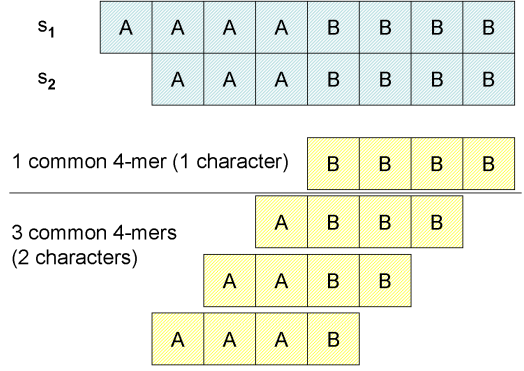 s1 A A A A B B B B
s2 A A A B B B B
1 common 4-mer (1 character) B B B B
A B B B
3 common 4-mers
(2 characters)
A A B B
A A A B